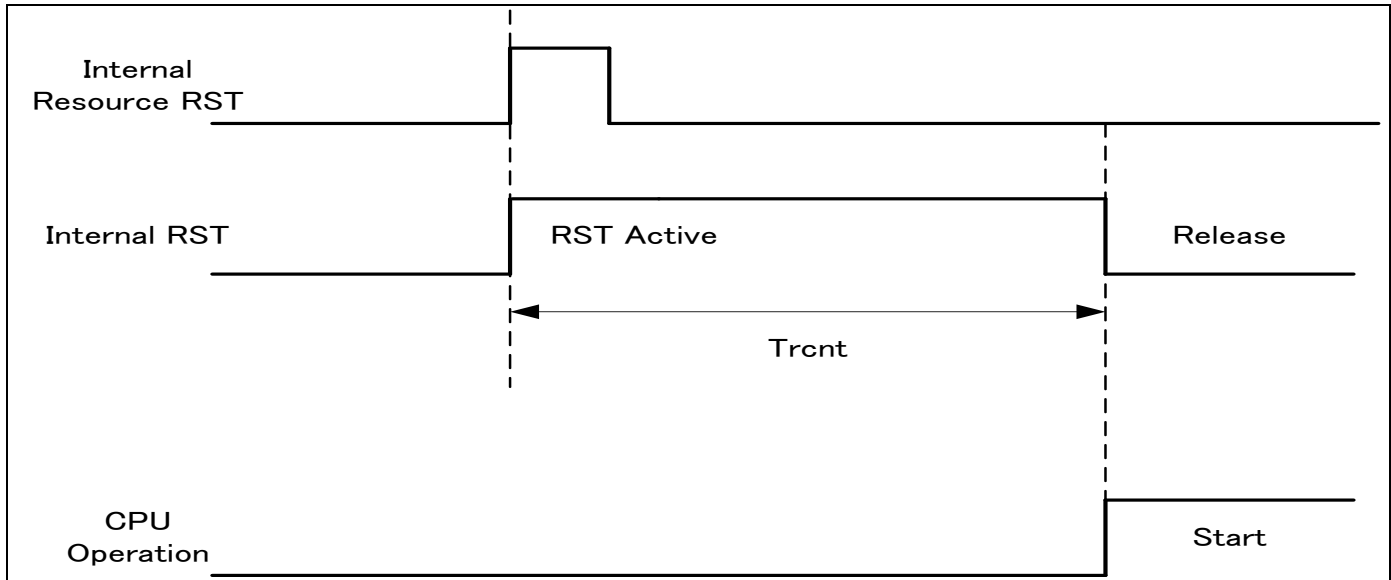 Internal
Resource RST
Internal RST
RST Active
Release
Trcnt
CPU
Operation
Start